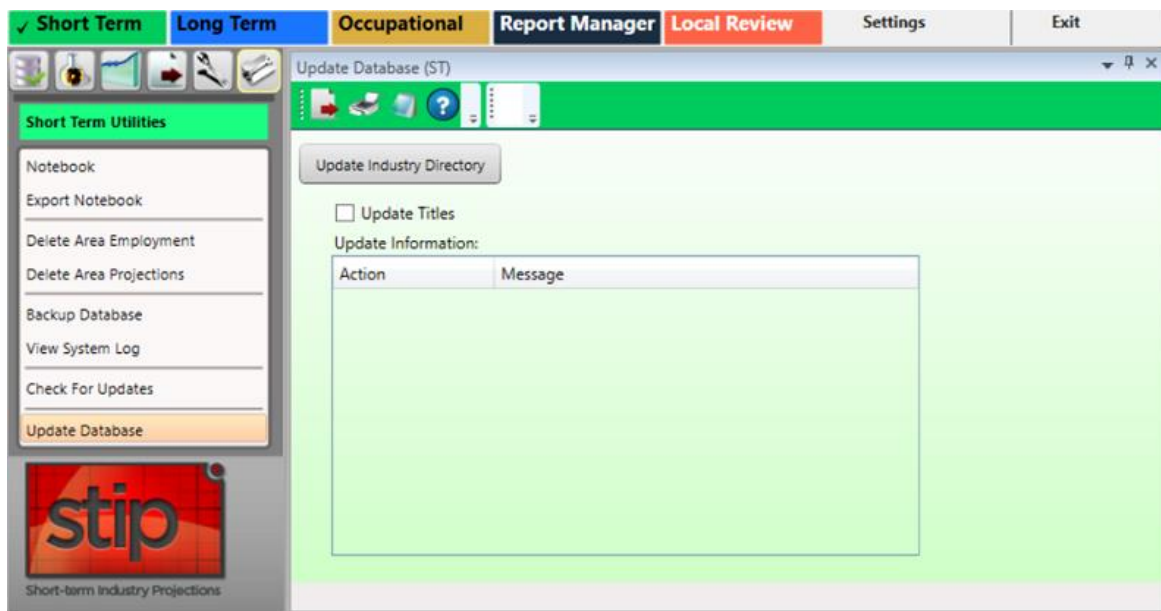 ✓ Short Term Long Term Occupational Report Manager Local Review Settings Exit
Update Database (ST)
Short Term Utilities
Notebook
Export Notebook
Delete Area Employment
Delete Area Projections
Backup Database
View System Log
Check For Updates
Update Database
stip
Short-term Industry Projections
?
Update Industry Directory
Update Titles
Update Information:
Action Message